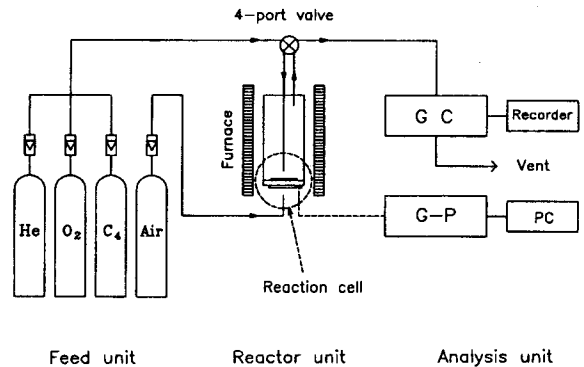 4-port valve
Furnace
G C
Recorder
Vent
He
O₂
C₄
Air
G-P
PC
Reaction cell
Feed unit
Reactor unit
Analysis unit